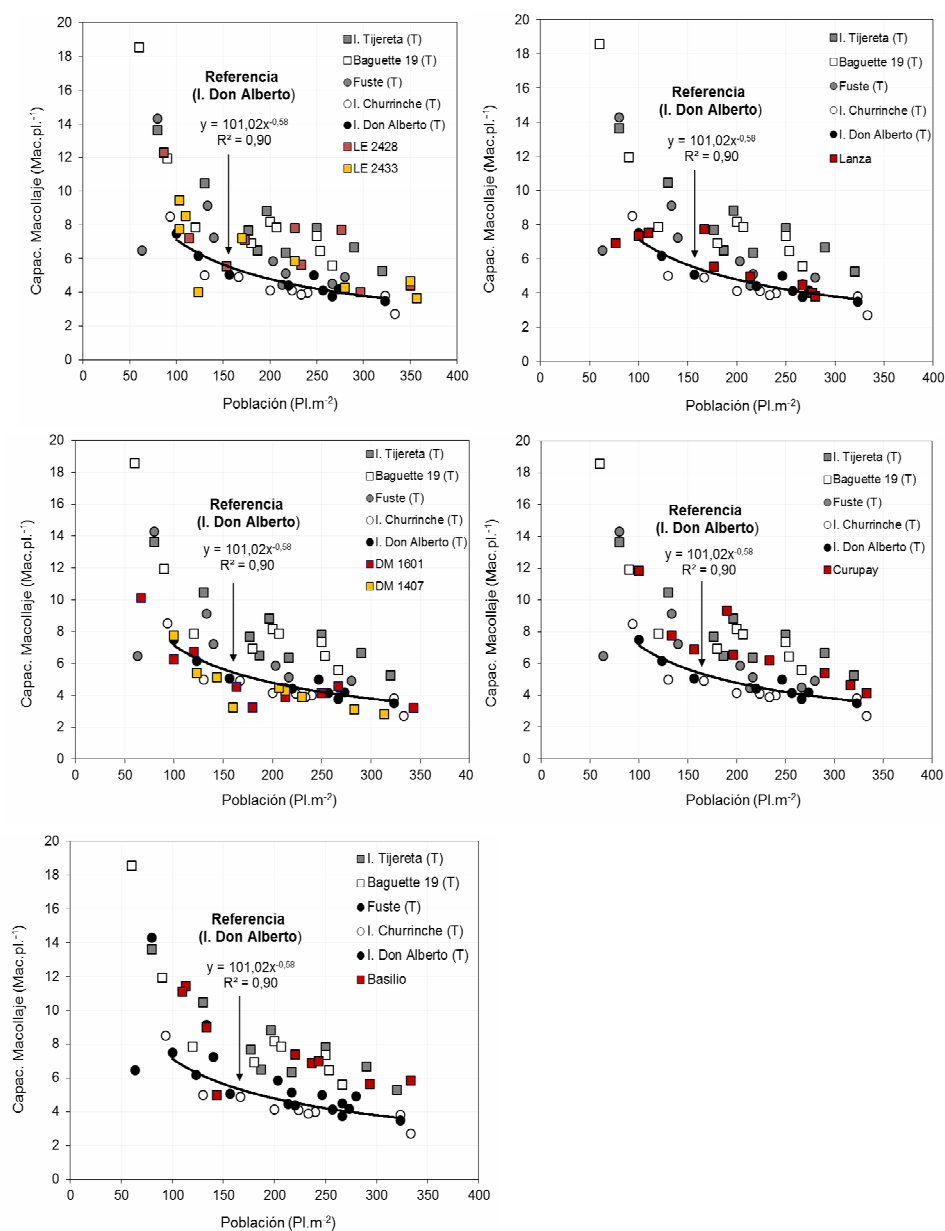 Capac. Macollaje (Mac.pl.⁻¹)
20
18
16
14
12
10
8
6
4
2
0
0 50 100 150 200 250 300 350 400
Población (Pl.m⁻²)
Referencia
(I. Don Alberto)
y = 101,02x⁻⁰,⁵⁸
R² = 0,90
I. Tijereta (T)
Baguette 19 (T)
Fuste (T)
I. Churrinche (T)
I. Don Alberto (T)
LE 2428
LE 2433
Capac. Macollaje (Mac.pl.⁻¹)
20
18
16
14
12
10
8
6
4
2
0
0 50 100 150 200 250 300 350 400
Población (Pl.m⁻²)
Referencia
(I. Don Alberto)
y = 101,02x⁻⁰,⁵⁸
R² = 0,90
I. Tijereta (T)
Baguette 19 (T)
Fuste (T)
I. Churrinche (T)
I. Don Alberto (T)
Lanza
Capac. Macollaje (Mac.pl.⁻¹)
20
18
16
14
12
10
8
6
4
2
0
0 50 100 150 200 250 300 350 40
Población (Pl.m⁻²)
Referencia
(I. Don Alberto)
y = 101,02x⁻⁰,⁵⁸
R² = 0,90
I. Tijereta (T)
Baguette 19 (T)
Fuste (T)
I. Churrinche (T)
I. Don Alberto (T)
DM 1601
DM 1407
Capac. Macollaje (Mac.pl.⁻¹)
20
18
16
14
12
10
8
6
4
2
0
0 50 100 150 200 250 300 350 400
Población (Pl.m⁻²)
Referencia
(I. Don Alberto)
y = 101,02x⁻⁰,⁵⁸
R² = 0,90
I. Tijereta (T)
Baguette 19 (T)
Fuste (T)
I. Churrinche (T)
I. Don Alberto (T)
Curupay
Capac. Macollaje (Mac.pl.⁻¹)
20
18
16
14
12
10
8
6
4
2
0
0 50 100 150 200 250 300 350 400
Población (Pl.m⁻²)
Referencia
(I. Don Alberto)
y = 101,02x⁻⁰,⁵⁸
R² = 0,90
I. Tijereta (T)
Baguette 19 (T)
Fuste (T)
I. Churrinche (T)
I. Don Alberto (T)
Basilio